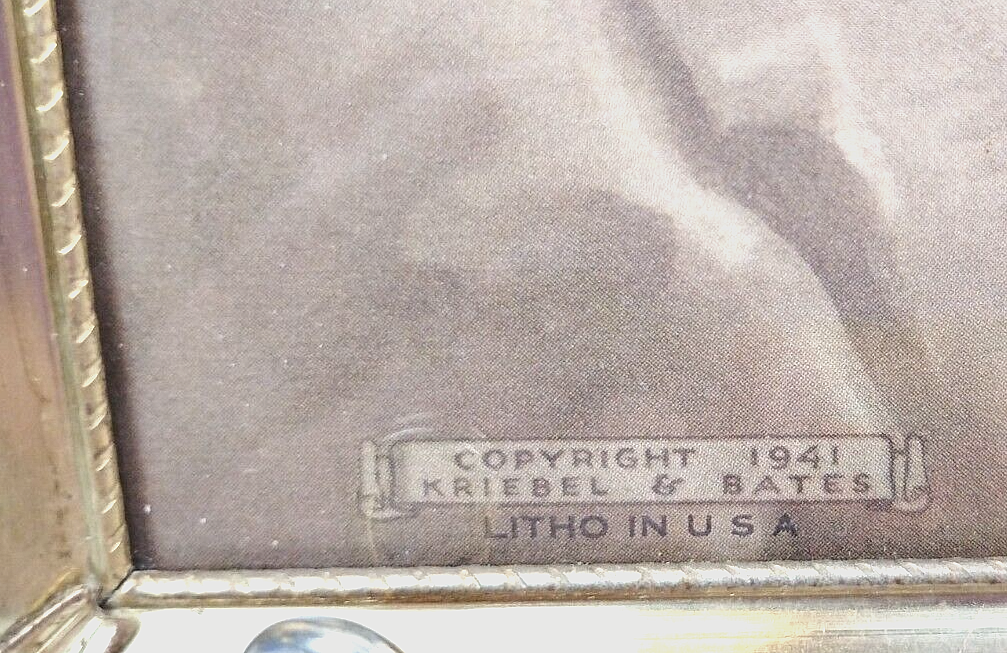 COPYRIGHT 1941
KRIEBEL & BATES
LITHO IN U S A